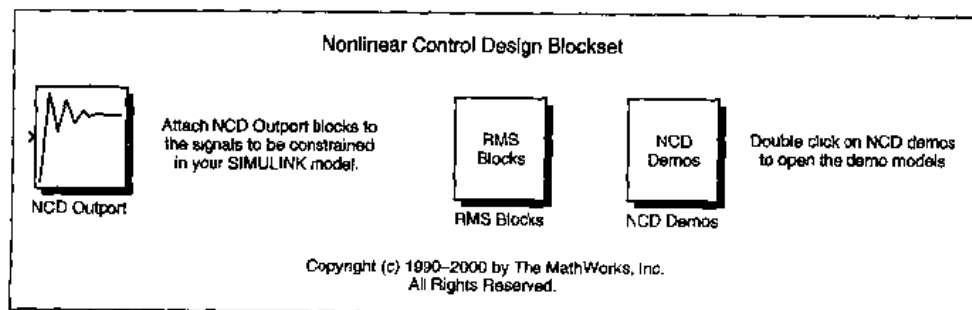 Nonlinear Control Design Blockset
Attach NCD Outport blocks to
the signals to be constrained
in your SIMULINK model.
NCD Outport
RMS
Blocks
RMS Blocks
NCD
Demos
NCD Demos
Double click on NCD demos
to open the demo models
Copyright (c) 1990–2000 by The MathWorks, Inc.
All Rights Reserved.